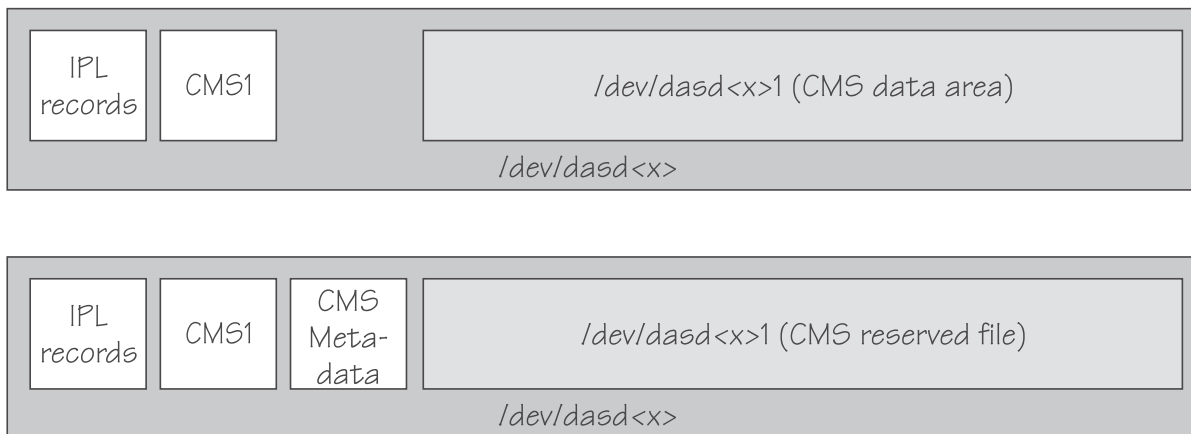 IPL
records
CMS1
/dev/dasd<x>1 (CMS data area)
/dev/dasd<x>
IPL
records
CMS1
CMS
Meta-
data
/dev/dasd<x>1 (CMS reserved file)
/dev/dasd<x>